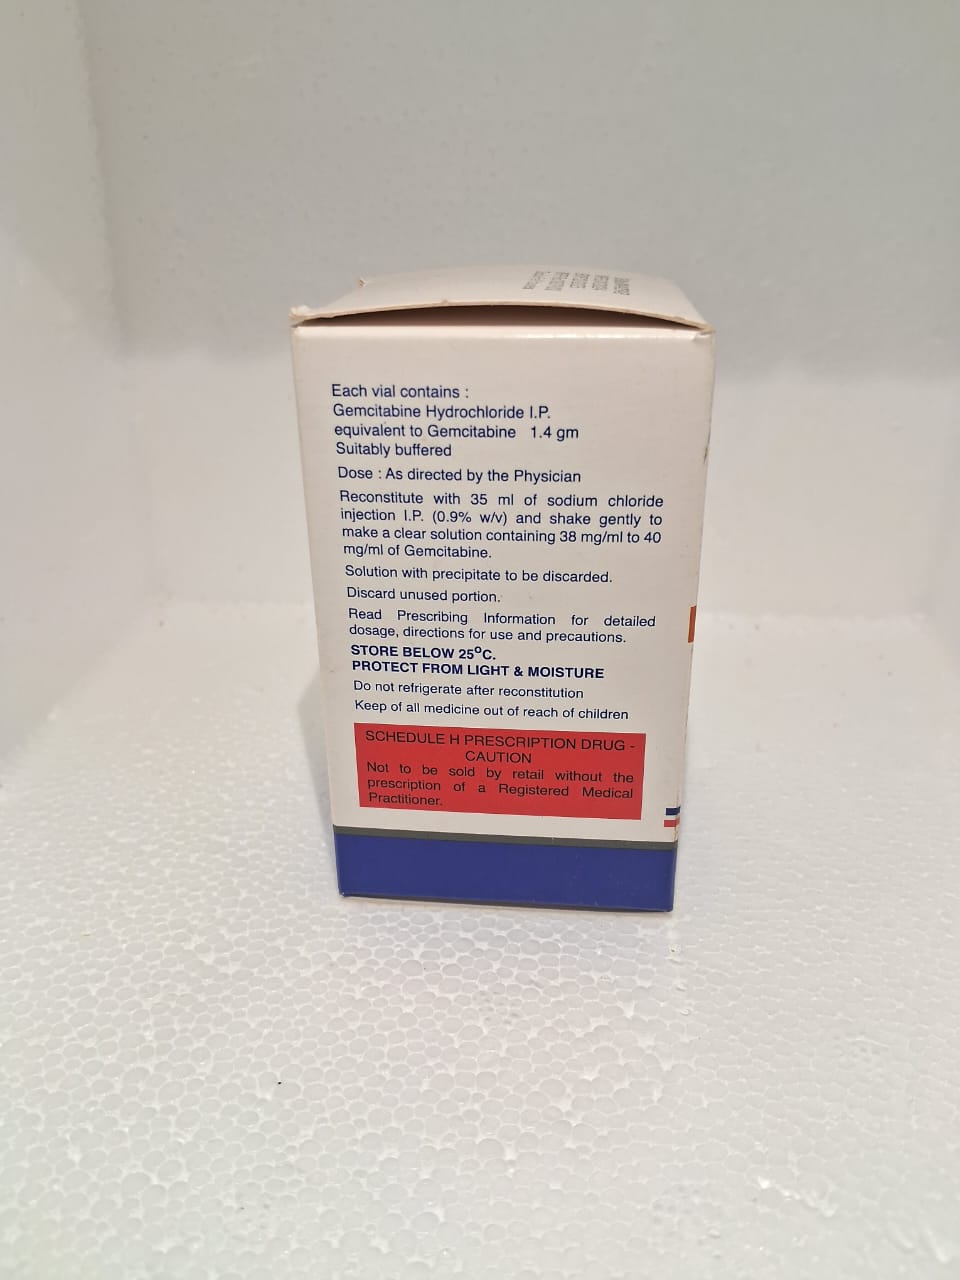 Each vial contains :
Gemcitabine Hydrochloride I.P.
equivalent to Gemcitabine 1.4 gm
Suitably buffered
Dose : As directed by the Physician
Reconstitute with 35 ml of sodium chloride
injection I.P. (0.9% w/v) and shake gently to
make a clear solution containing 38 mg/ml to 40
mg/ml of Gemcitabine.
Solution with precipitate to be discarded.
Discard unused portion.
Read Prescribing Information for detailed
dosage, directions for use and precautions.
STORE BELOW 25°C.
PROTECT FROM LIGHT & MOISTURE
Do not refrigerate after reconstitution
Keep of all medicine out of reach of children
SCHEDULE H PRESCRIPTION DRUG -
CAUTION
Not to be sold by retail without the
prescription of a Registered Medical
Practitioner.